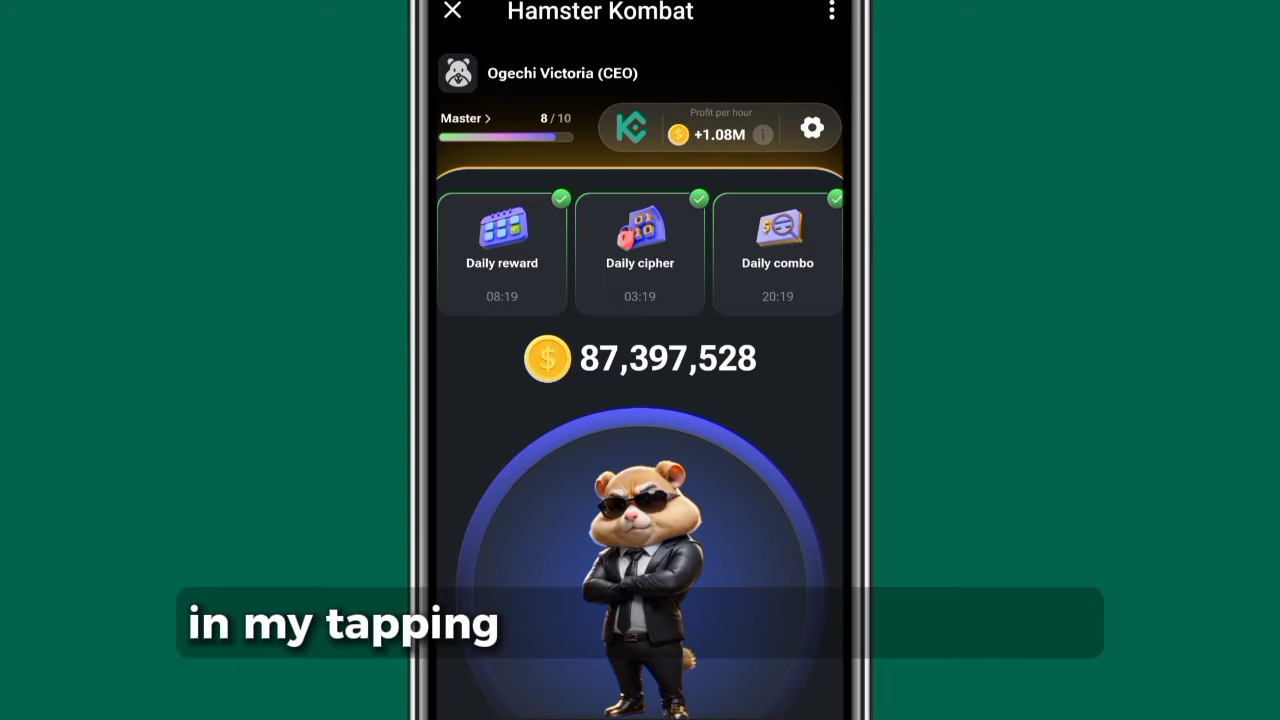 Hamster Kombat
Ogechi Victoria (CEO)
Master > 8 / 10
Profit per hour
+1.08M
Daily reward
08:19
Daily cipher
03:19
Daily combo
20:19
87,397,528
in my tapping